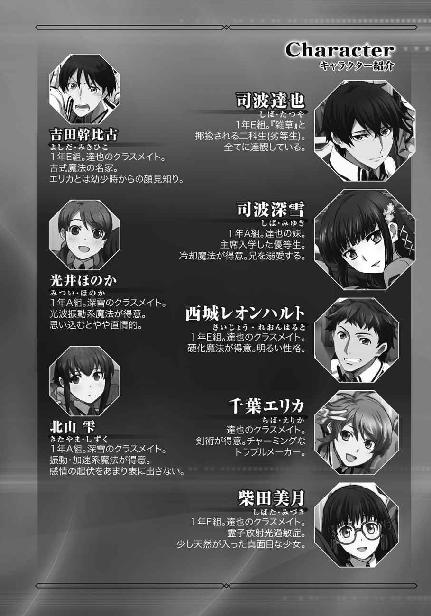 Character
キャラクター紹介
司波達也
しば・たつや
1年E組。『雑草』と
揶揄される二科生(劣等生)。
全てに達観している。
司波深雪
しば・みゆき
1年A組。達也の妹。
主席入学した優等生。
冷却魔法が得意。兄を溺愛する。
西城レオンハルト
さいじょう・れおんはると
1年E組。達也のクラスメイト。
硬化魔法が得意。明るい性格。
千葉エリカ
ちば・えりか
達也のクラスメイト。
剣術が得意。チャーミングな
トラブルメーカー。
柴田美月
しばた・みづき
1年E組。達也のクラスメイト。
霊子放射光過敏症。
少し天然が入った真面目な少女。
吉田幹比古
よしだ・みきひこ
1年E組。達也のクラスメイト。
古式魔法の名家。
エリカとは幼少時からの顔見知り。
光井ほのか
みつい・ほのか
1年A組。深雪のクラスメイト。
光波振動系魔法が得意。
思い込むとやや直情的。
北山 雫
きたやま・しずく
1年A組。深雪のクラスメイト。
振動・加速系魔法が得意。
感情の起伏をあまり表に出さない。